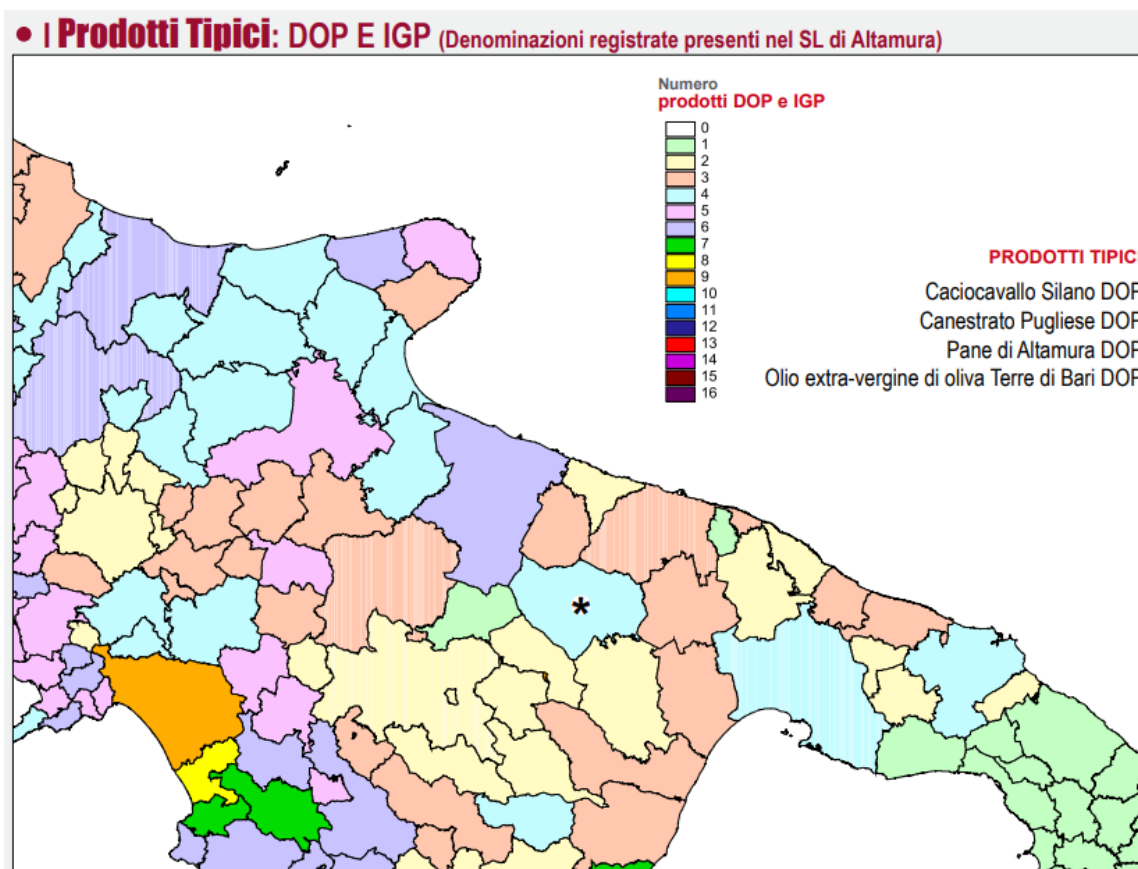 • I Prodotti Tipici: DOP E IGP (Denominazioni registrate presenti nel SL di Altamura)
Numero
prodotti DOP e IGP
0
1
2
3
4
5
6
7
8
9
10
11
12
13
14
15
16
PRODOTTI TIPICI
Caciocavallo Silano DOP
Canestrato Pugliese DOP
Pane di Altamura DOP
Olio extra-vergine di oliva Terre di Bari DOP
*